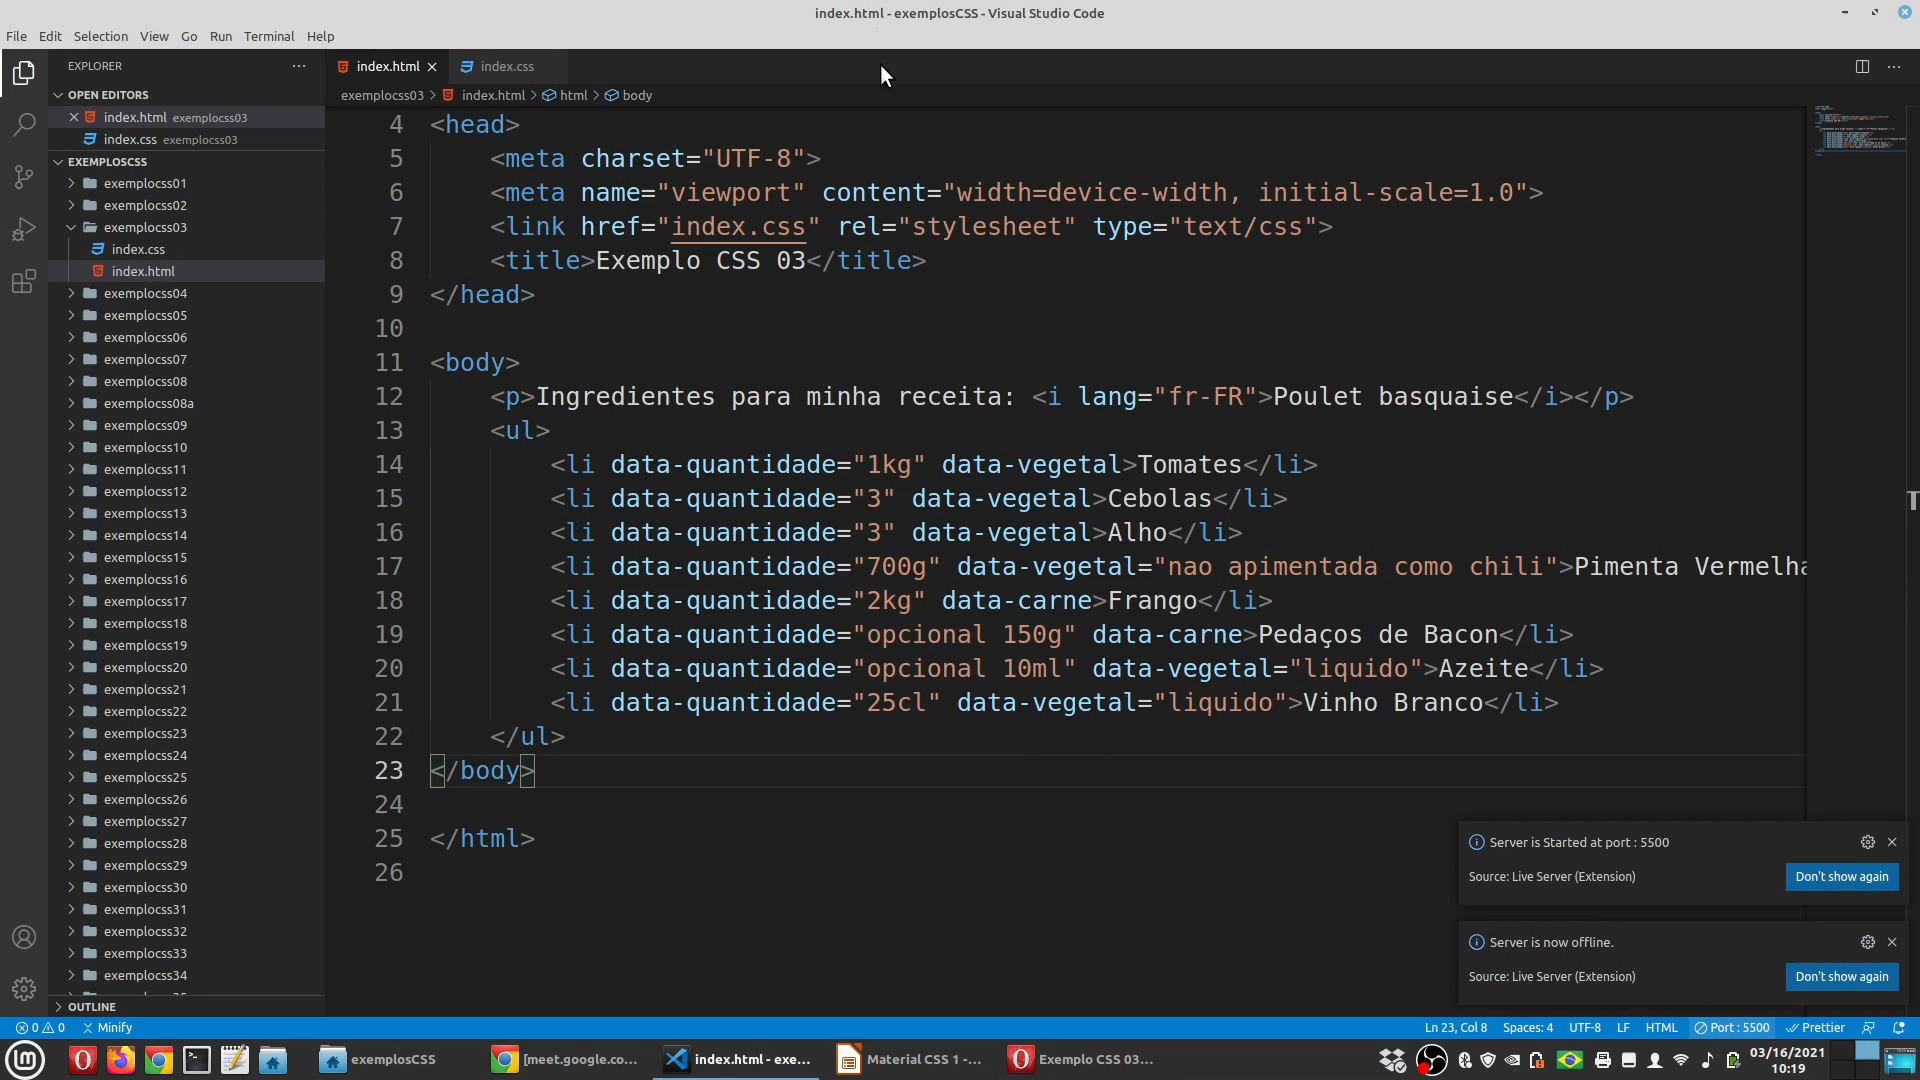 index.html - exemplosCSS - Visual Studio Code
File Edit Selection View Go Run Terminal Help
EXPLORER
OPEN EDITORS
index.html exemplocss03
index.css exemplocss03
EXEMPLOSCSS
exemplocss01
exemplocss02
exemplocss03
index.css
index.html
exemplocss04
exemplocss05
exemplocss06
exemplocss07
exemplocss08
exemplocss08a
exemplocss09
exemplocss10
exemplocss11
exemplocss12
exemplocss13
exemplocss14
exemplocss15
exemplocss16
exemplocss17
exemplocss18
exemplocss19
exemplocss20
exemplocss21
exemplocss22
exemplocss23
exemplocss24
exemplocss25
exemplocss26
exemplocss27
exemplocss28
exemplocss29
exemplocss30
exemplocss31
exemplocss32
exemplocss33
exemplocss34
OUTLINE
index.html index.css
exemplocss03 > index.html > html > body
4 <head>
5 <meta charset="UTF-8">
6 <meta name="viewport" content="width=device-width, initial-scale=1.0">
7 <link href="index.css" rel="stylesheet" type="text/css">
8 <title>Exemplo CSS 03</title>
9 </head>
10
11 <body>
12 <p>Ingredientes para minha receita: <i lang="fr-FR">Poulet basquaise</i></p>
13 <ul>
14 <li data-quantidade="1kg" data-vegetal>Tomates</li>
15 <li data-quantidade="3" data-vegetal>Cebolas</li>
16 <li data-quantidade="3" data-vegetal>Alho</li>
17 <li data-quantidade="700g" data-vegetal="nao apimentada como chili">Pimenta Vermelha
18 <li data-quantidade="2kg" data-carne>Frango</li>
19 <li data-quantidade="opcional 150g" data-carne>Pedaços de Bacon</li>
20 <li data-quantidade="opcional 10ml" data-vegetal="liquido">Azeite</li>
21 <li data-quantidade="25cl" data-vegetal="liquido">Vinho Branco</li>
22 </ul>
23 </body>
24
25 </html>
26
Server is Started at port : 5500
Source: Live Server (Extension)
Don't show again
Server is now offline.
Source: Live Server (Extension)
Don't show again
0 0 Minify
Ln 23, Col 8 Spaces: 4 UTF-8 LF HTML Port : 5500 Prettier
exemplosCSS [meet.google.co... index.html - exe... Material CSS 1 -... Exemplo CSS 03...
03/16/2021
10:19